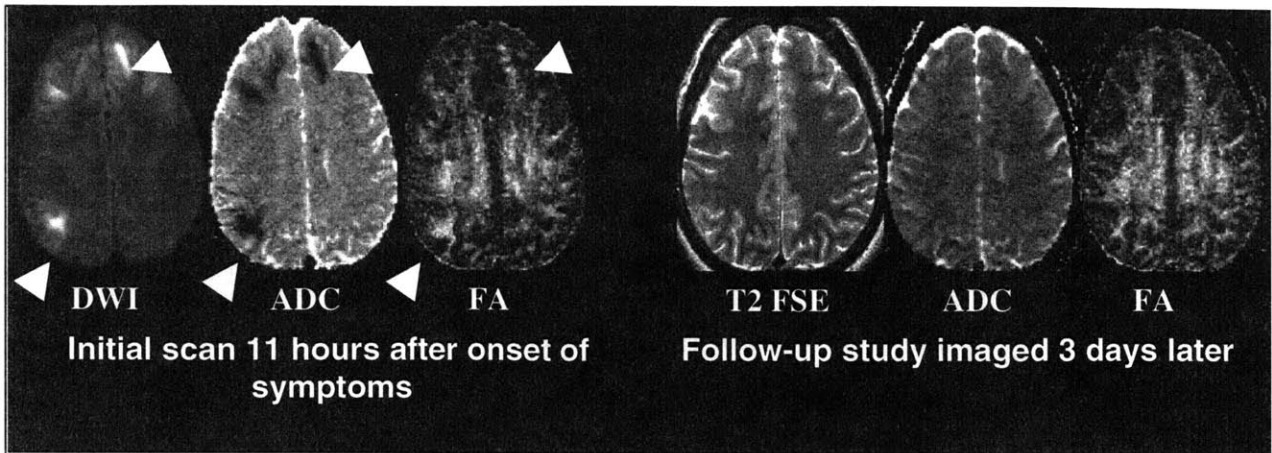 DWI ADC FA T2 FSE ADC FA
Initial scan 11 hours after onset of
symptoms
Follow-up study imaged 3 days later